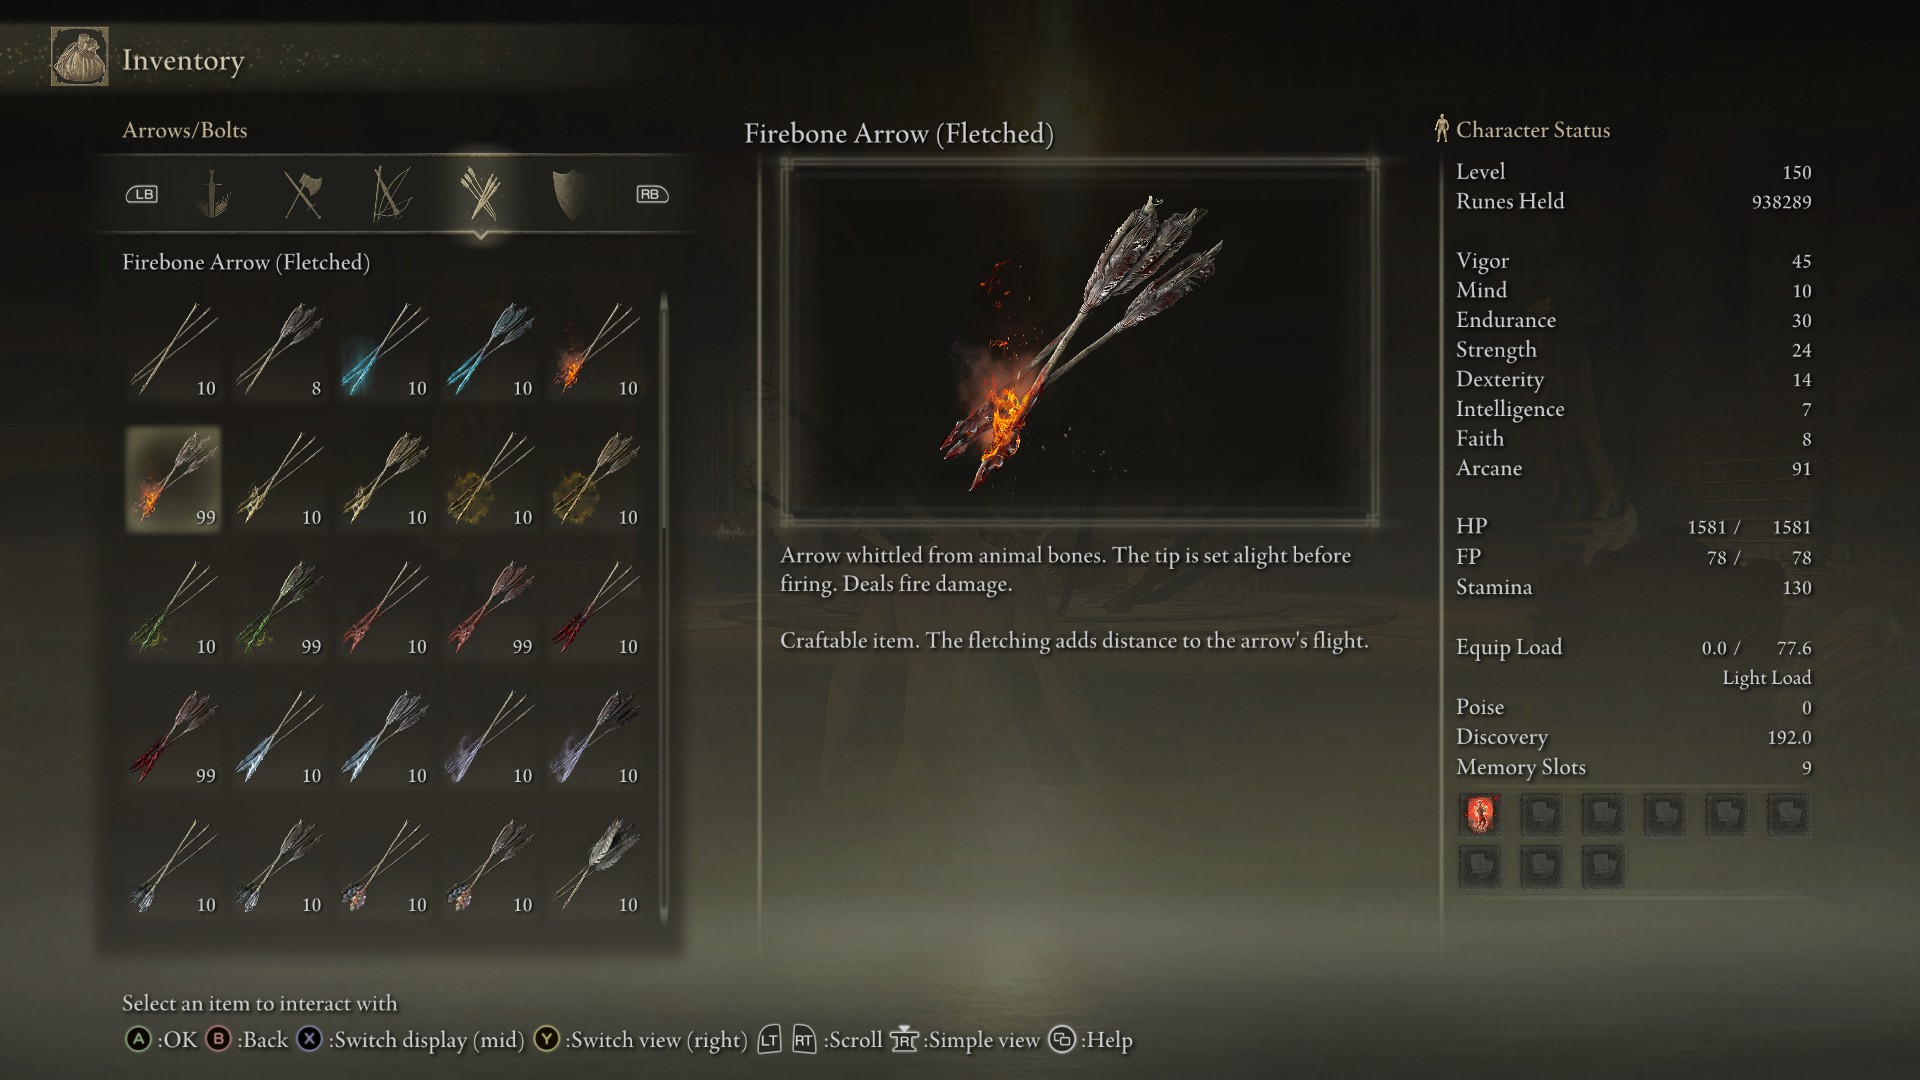 Inventory
Arrows/Bolts
LB
RB
Firebone Arrow (Fletched)
10 8 10 10 10
99 10 10 10 10
10 99 10 99 10
99 10 10 10 10
10 10 10 10 10
Firebone Arrow (Fletched)
Arrow whittled from animal bones. The tip is set alight before
firing. Deals fire damage.
Craftable item. The fletching adds distance to the arrow's flight.
Character Status
Level 150
Runes Held 938289
Vigor 45
Mind 10
Endurance 30
Strength 24
Dexterity 14
Intelligence 7
Faith 8
Arcane 91
HP 1581 / 1581
FP 78 / 78
Stamina 130
Equip Load 0.0 / 77.6
Light Load
Poise 0
Discovery 192.0
Memory Slots 9
Select an item to interact with
A :OK B :Back X :Switch display (mid) Y :Switch view (right) LT RT :Scroll R :Simple view :Help